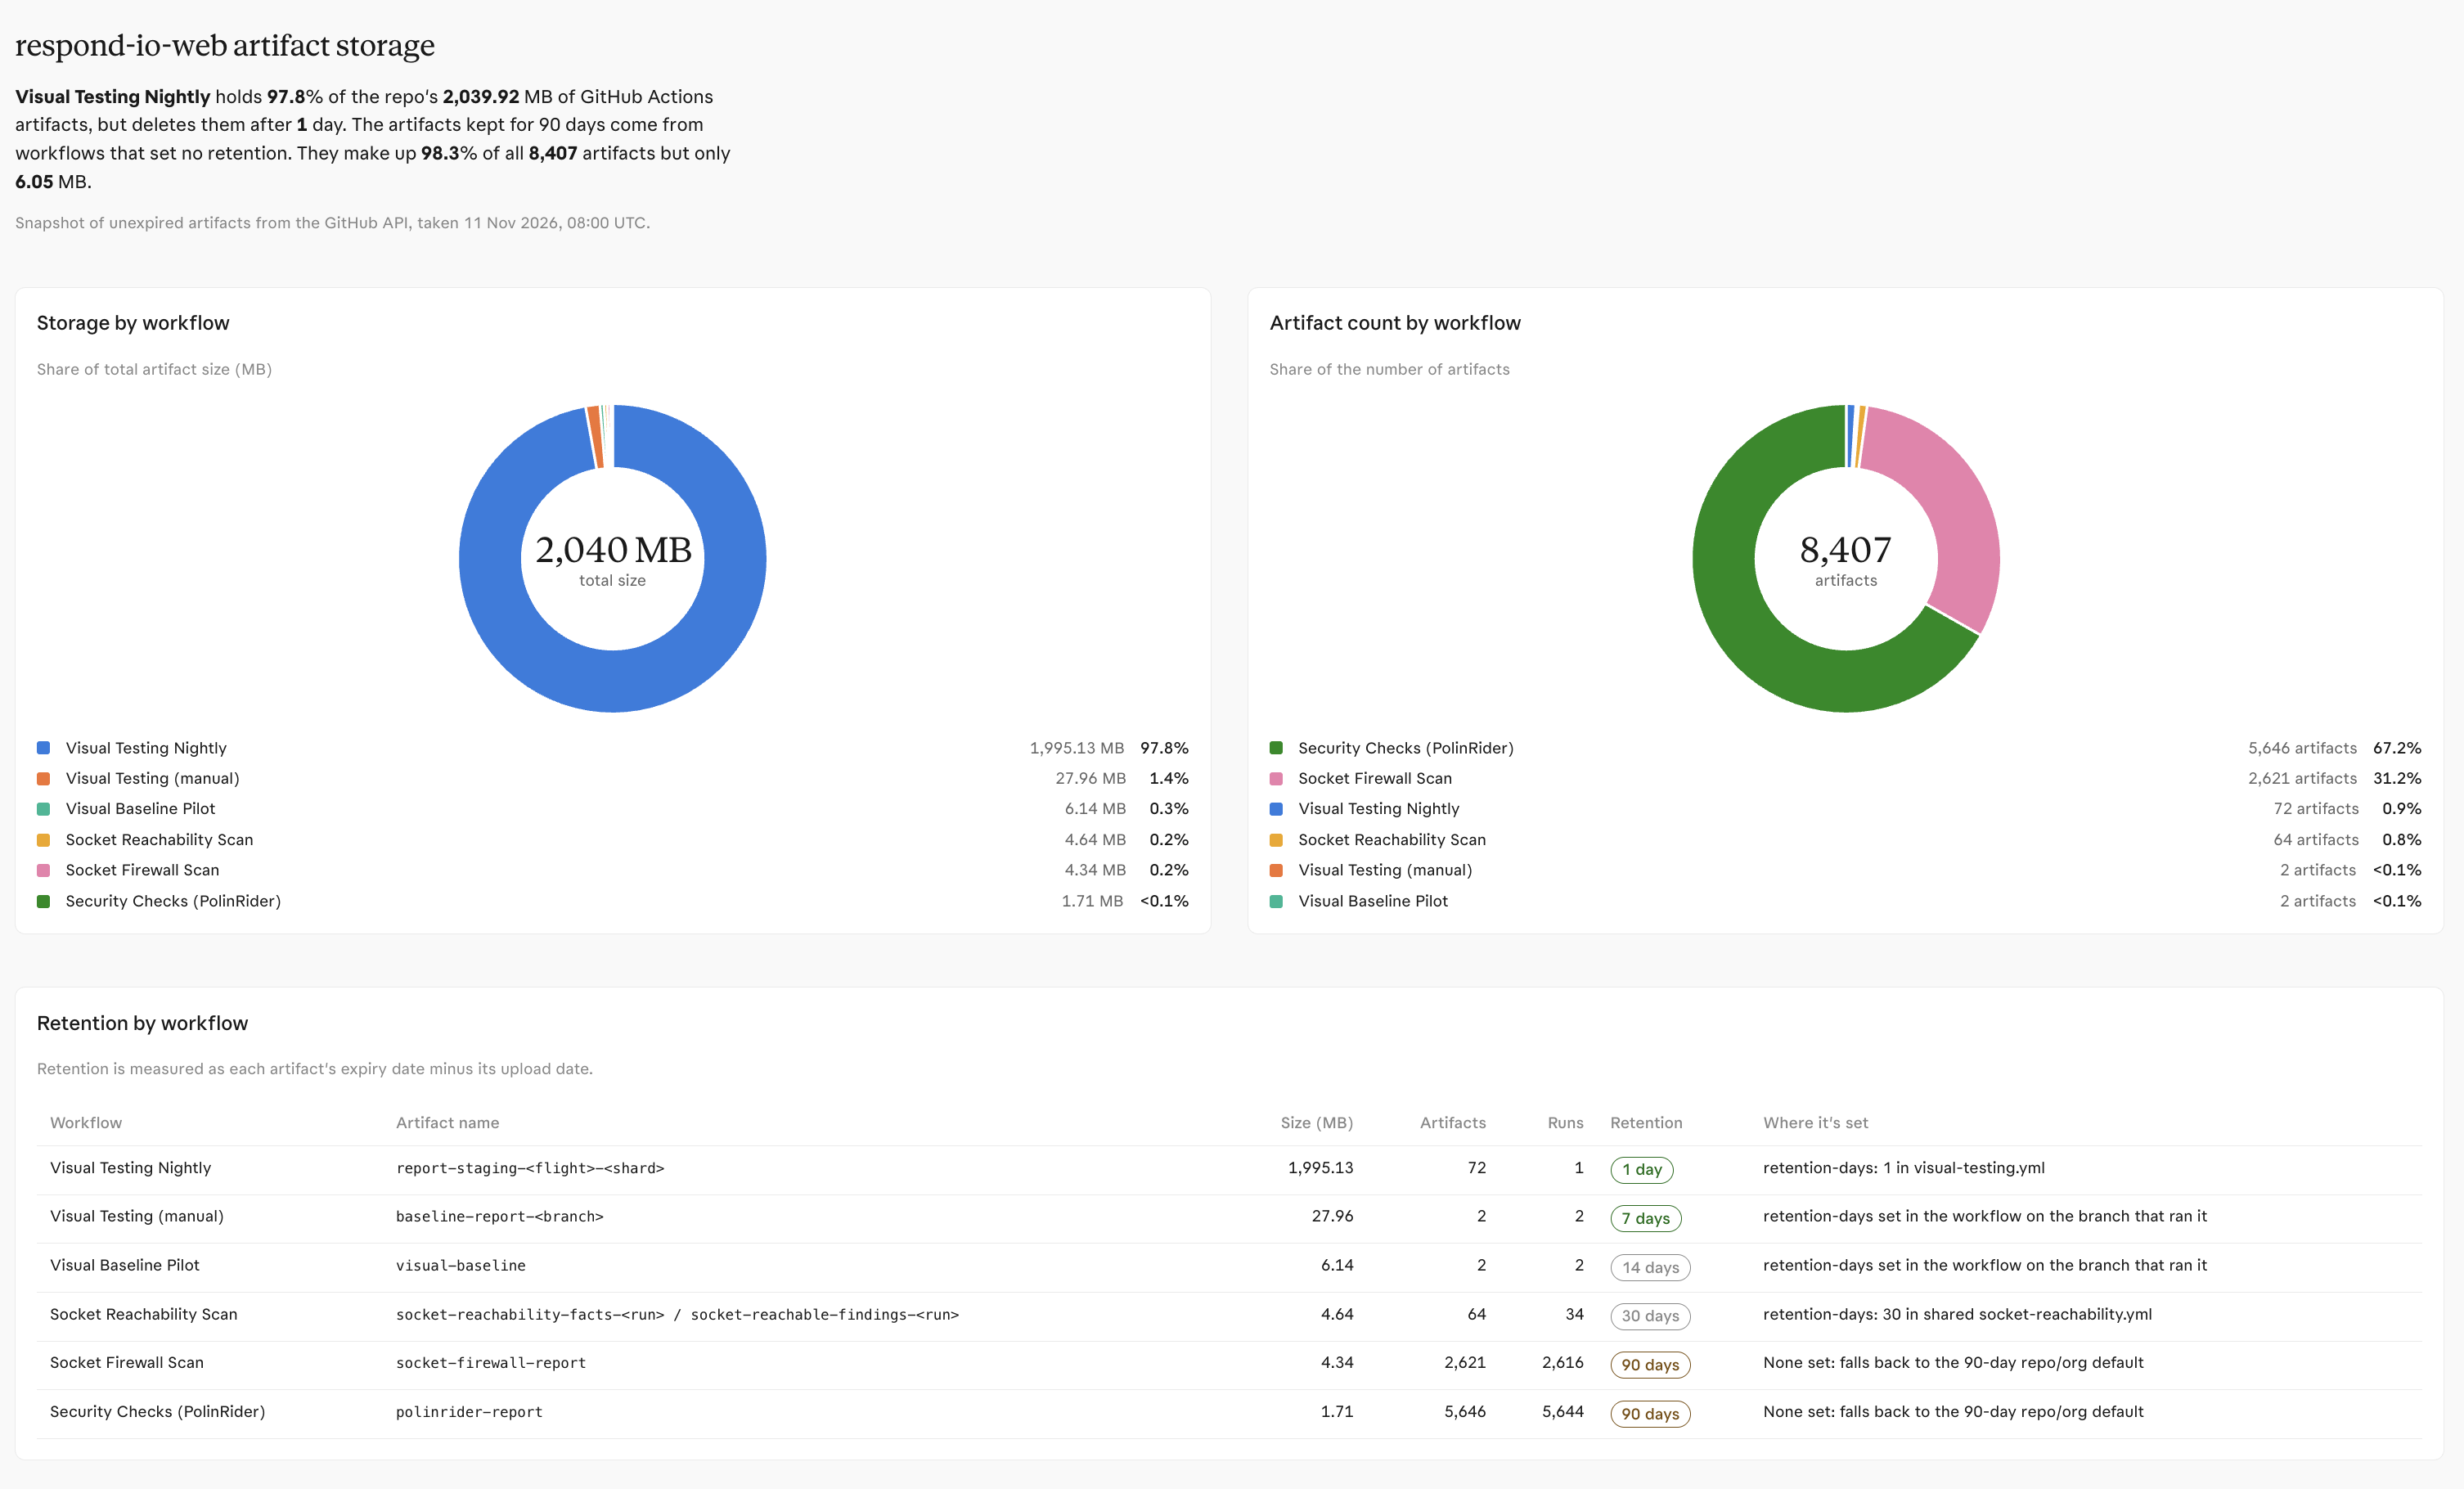 respond-io-web artifact storage
Visual Testing Nightly holds 97.8% of the repo's 2,039.92 MB of GitHub Actions
artifacts, but deletes them after 1 day. The artifacts kept for 90 days come from
workflows that set no retention. They make up 98.3% of all 8,407 artifacts but only
6.05 MB.
Snapshot of unexpired artifacts from the GitHub API, taken 11 Nov 2026, 08:00 UTC.
Storage by workflow
Share of total artifact size (MB)
2,040 MB
total size
Visual Testing Nightly 1,995.13 MB 97.8%
Visual Testing (manual) 27.96 MB 1.4%
Visual Baseline Pilot 6.14 MB 0.3%
Socket Reachability Scan 4.64 MB 0.2%
Socket Firewall Scan 4.34 MB 0.2%
Security Checks (PolinRider) 1.71 MB <0.1%
Artifact count by workflow
Share of the number of artifacts
8,407
artifacts
Security Checks (PolinRider) 5,646 artifacts 67.2%
Socket Firewall Scan 2,621 artifacts 31.2%
Visual Testing Nightly 72 artifacts 0.9%
Socket Reachability Scan 64 artifacts 0.8%
Visual Testing (manual) 2 artifacts <0.1%
Visual Baseline Pilot 2 artifacts <0.1%
Retention by workflow
Retention is measured as each artifact's expiry date minus its upload date.
Workflow Artifact name Size (MB) Artifacts Runs Retention Where it's set
Visual Testing Nightly report-staging-<flight>-<shard> 1,995.13 72 1 1 day retention-days: 1 in visual-testing.yml
Visual Testing (manual) baseline-report-<branch> 27.96 2 2 7 days retention-days set in the workflow on the branch that ran it
Visual Baseline Pilot visual-baseline 6.14 2 2 14 days retention-days set in the workflow on the branch that ran it
Socket Reachability Scan socket-reachability-facts-<run> / socket-reachable-findings-<run> 4.64 64 34 30 days retention-days: 30 in shared socket-reachability.yml
Socket Firewall Scan socket-firewall-report 4.34 2,621 2,616 90 days None set: falls back to the 90-day repo/org default
Security Checks (PolinRider) polinrider-report 1.71 5,646 5,644 90 days None set: falls back to the 90-day repo/org default